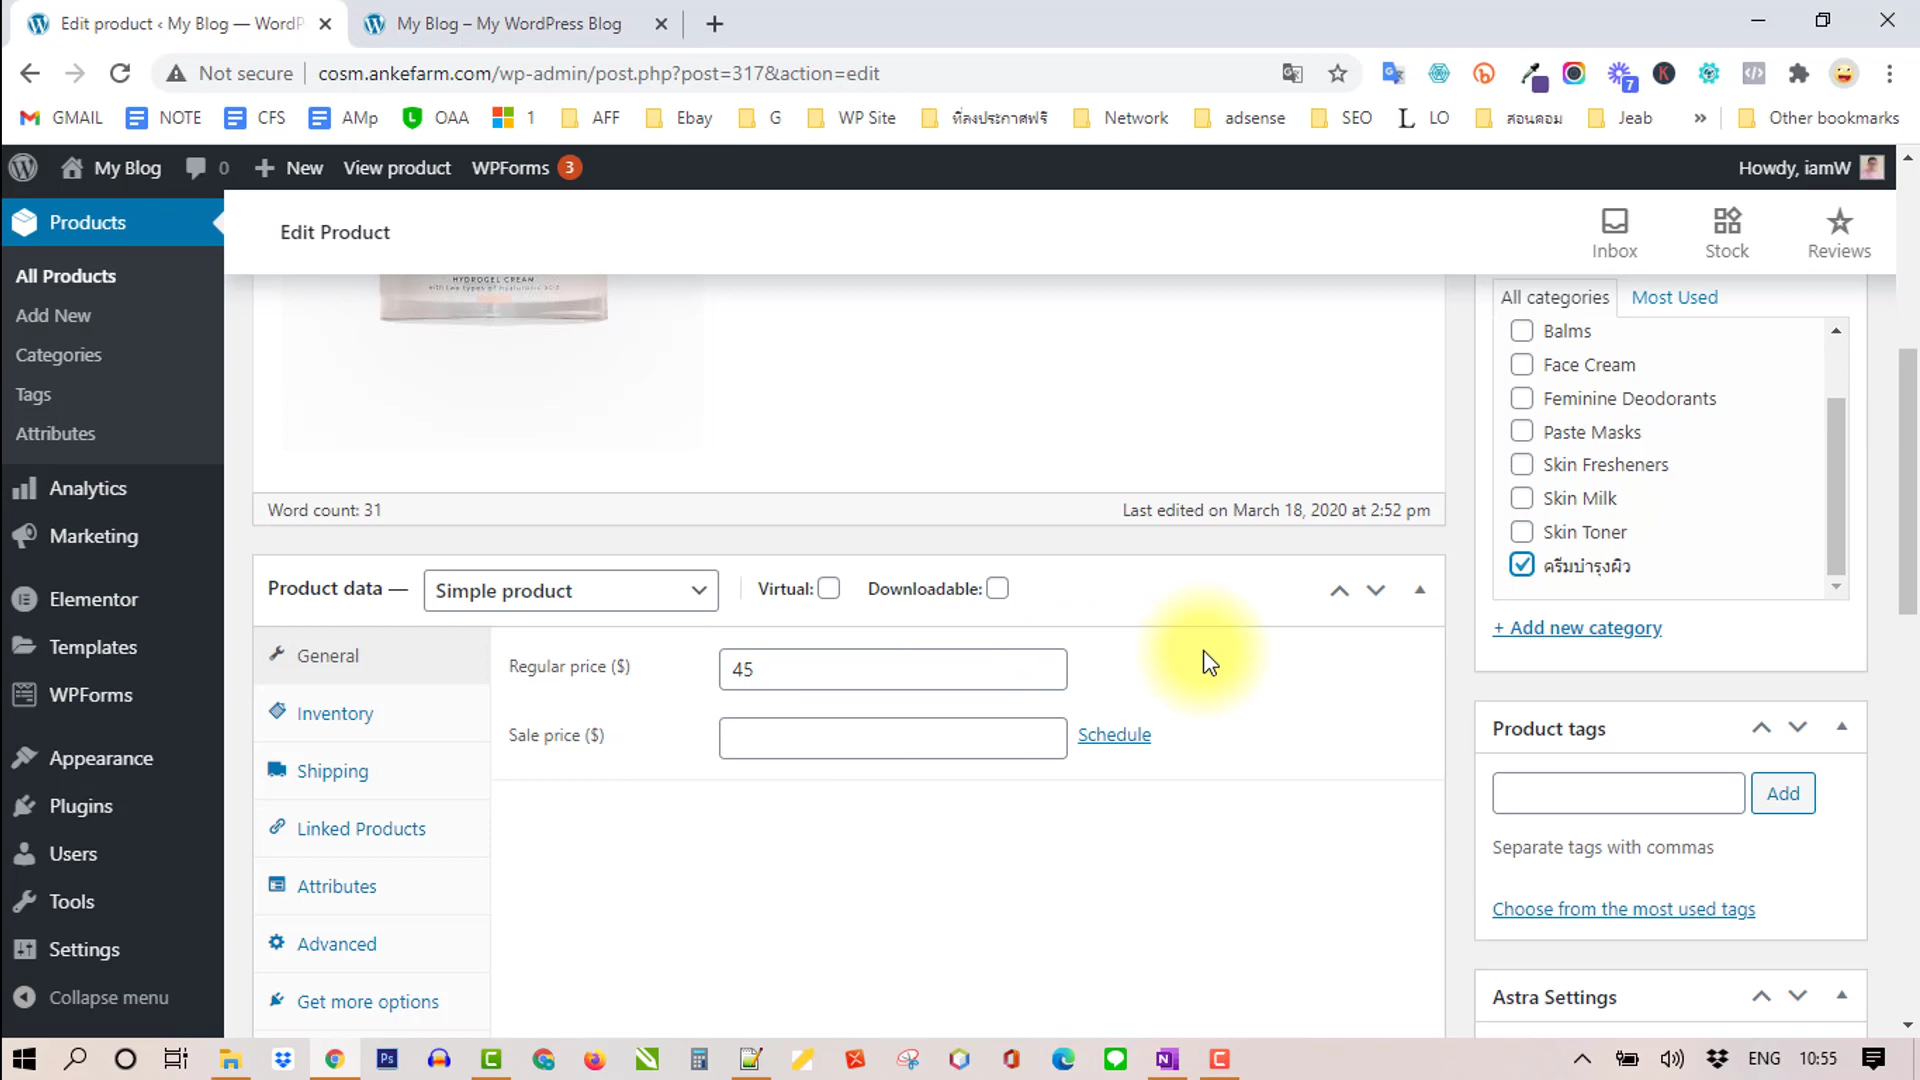 Edit product ‹ My Blog — WordP
My Blog – My WordPress Blog
Not secure
cosm.ankefarm.com/wp-admin/post.php?post=317&action=edit
7
GMAIL
NOTE
CFS
AMp
OAA
1
AFF
Ebay
G
WP Site
ที่ลงประกาศฟรี
Network
adsense
SEO
LO
สอนคอม
Jeab
»
Other bookmarks
My Blog
0
New
View product
WPForms 3
Howdy, iamW
Products
All Products
Add New
Categories
Tags
Attributes
Analytics
Marketing
Elementor
Templates
WPForms
Appearance
Plugins
Users
Tools
Settings
Collapse menu
Edit Product
Inbox
Stock
Reviews
HYDROGEL CREAM
with two types of hyaluronic acid
Word count: 31
Last edited on March 18, 2020 at 2:52 pm
Product data —
Simple product
Virtual:
Downloadable:
General
Inventory
Shipping
Linked Products
Attributes
Advanced
Get more options
Regular price ($)
45
Sale price ($)
Schedule
All categories
Most Used
Balms
Face Cream
Feminine Deodorants
Paste Masks
Skin Fresheners
Skin Milk
Skin Toner
ครีมบำรุงผิว
+ Add new category
Product tags
Add
Separate tags with commas
Choose from the most used tags
Astra Settings
ENG
10:55